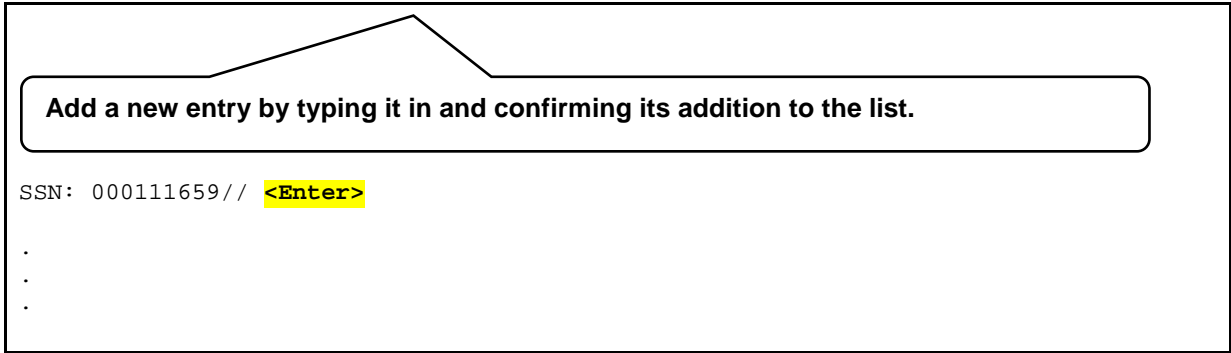 Add a new entry by typing it in and confirming its addition to the list.
SSN: 000111659// <Enter>
.
.
.